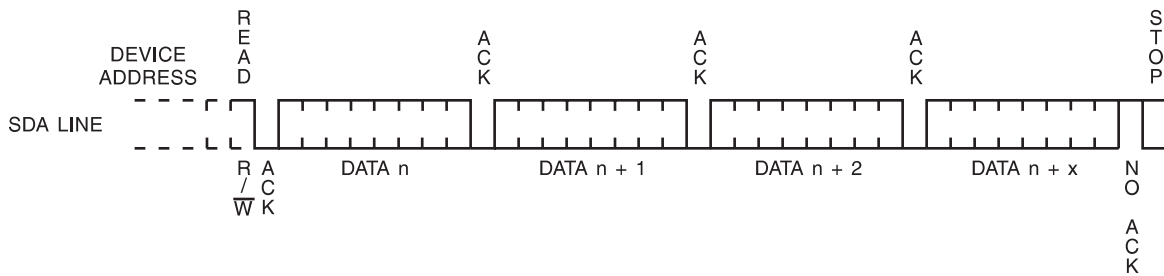 READ
ACK
ACK
ACK
STOP
DEVICE
ADDRESS
SDA LINE
R/W
ACK
DATA n
DATA n + 1
DATA n + 2
DATA n + x
NO ACK